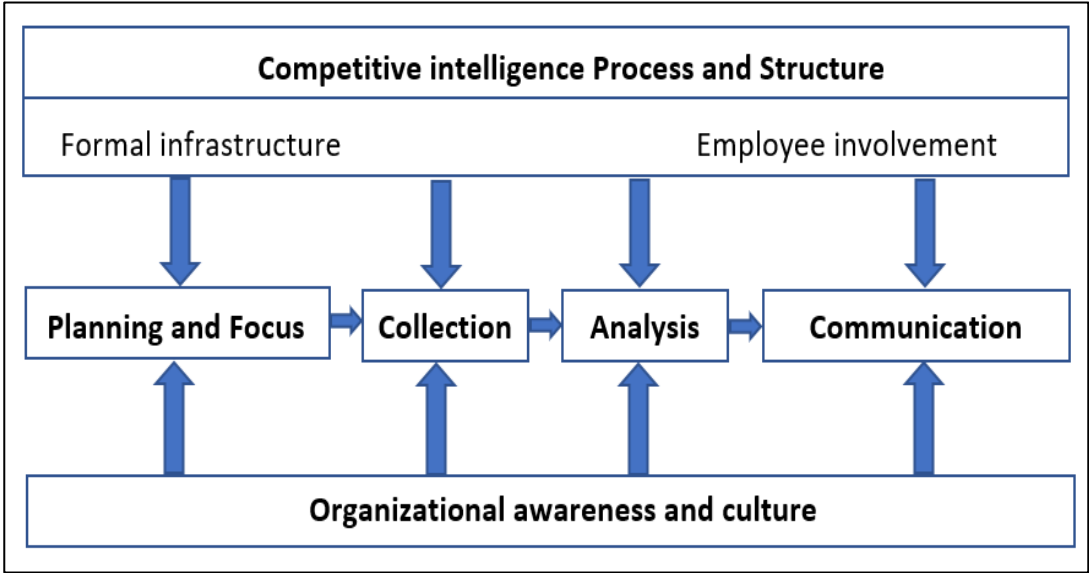 Competitive intelligence Process and Structure
Formal infrastructure
Employee involvement
Planning and Focus
Collection
Analysis
Communication
Organizational awareness and culture